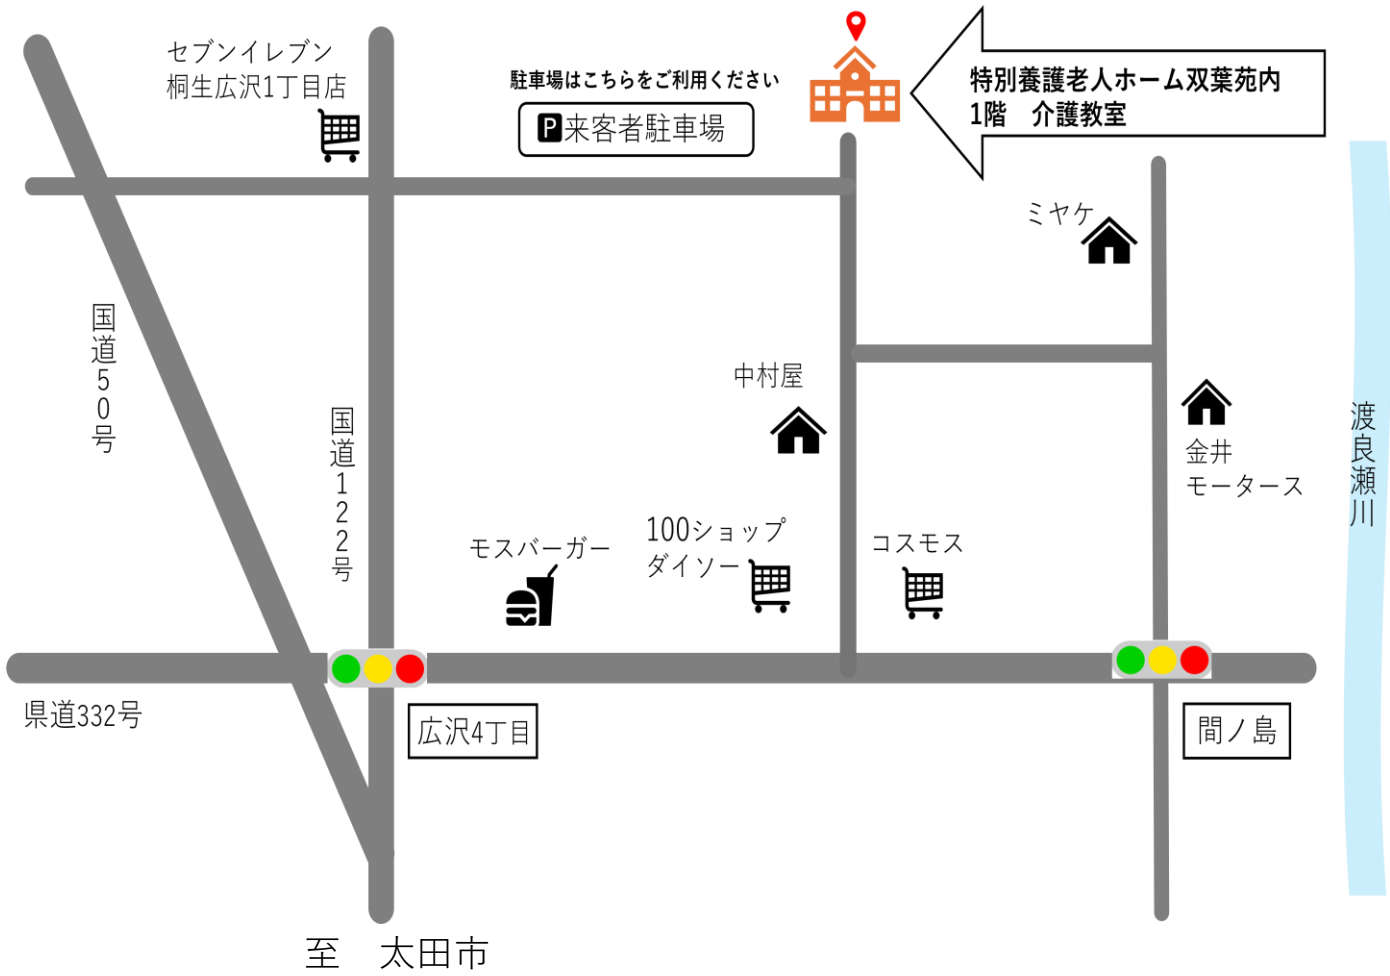 セブンイレブン
桐生広沢1丁目店
駐車場はこちらをご利用ください
P来客者駐車場
特別養護老人ホーム双葉苑内
1階　介護教室
ミヤケ
国道50号
国道122号
中村屋
金井
モータース
渡良瀬川
モスバーガー
100ショップ
ダイソー
コスモス
県道332号
広沢4丁目
間ノ島
至　太田市